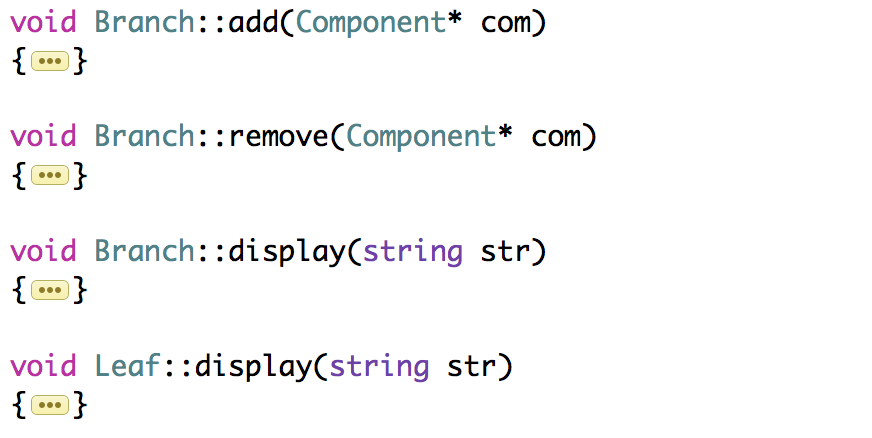 void Branch::add(Component* com)
{•••}
void Branch::remove(Component* com)
{•••}
void Branch::display(string str)
{•••}
void Leaf::display(string str)
{•••}